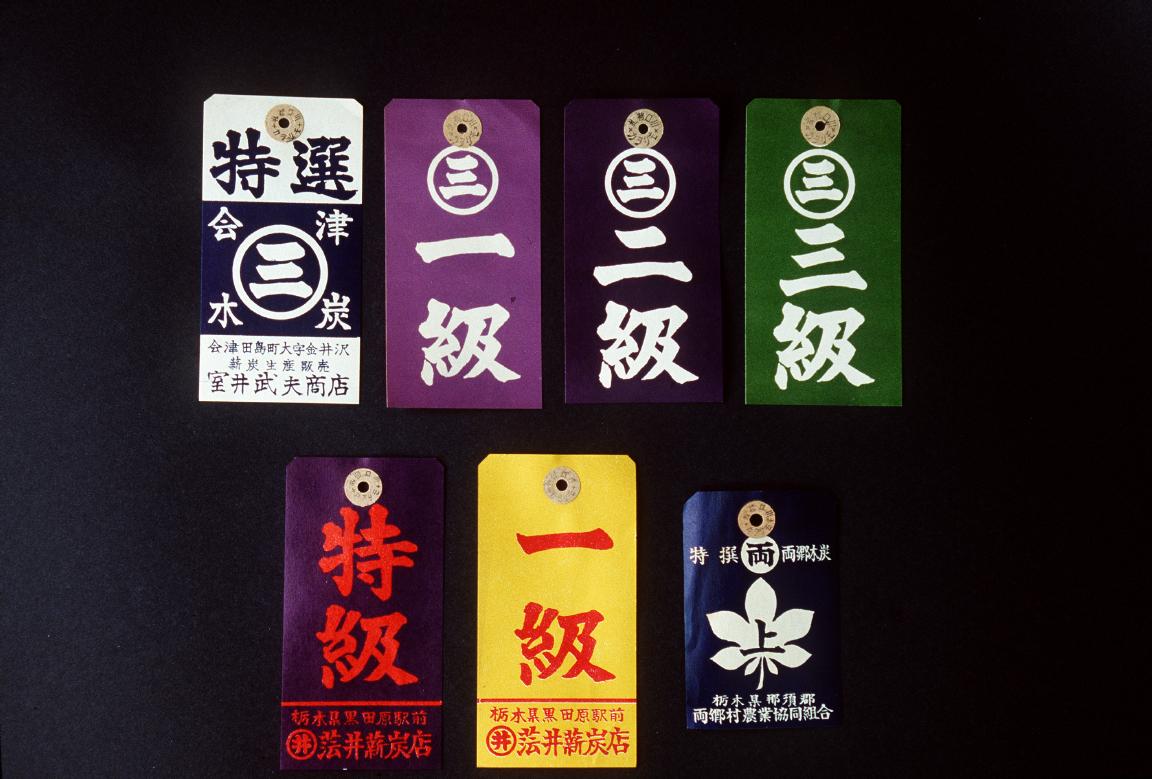 特選
会津
三
木炭
会津田島町大字金井沢
薪炭生産販売
室井武夫商店
三
一級
三
二級
三
三級
特級
栃木県黒田原駅前
井 薄井薪炭店
一級
栃木県黒田原駅前
井 薄井薪炭店
特撰 両 両郷木炭
上
栃木県那須郡
両郷村農業協同組合